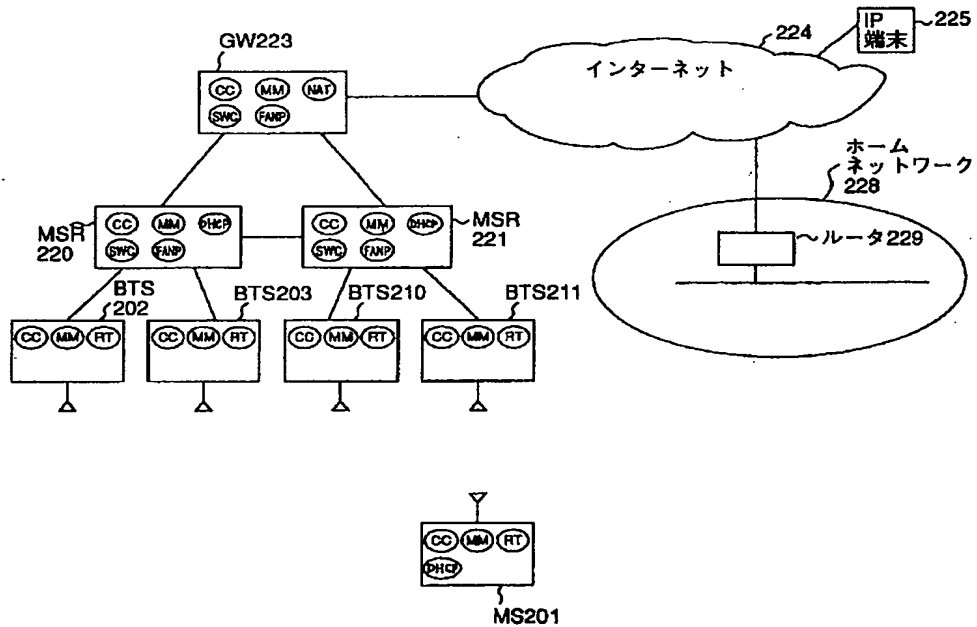 GW223
CC MM NAT
SWC FANP
224
インターネット
IP
端末
225
ホーム
ネットワーク
228
ルータ229
MSR
220
CC MM DHCP
SWC FANP
CC MM DHCP
SWC FANP
MSR
221
BTS
202
BTS203
BTS210
BTS211
CC MM RT
CC MM RT
CC MM RT
CC MM RT
CC MM RT
DHCP
MS201